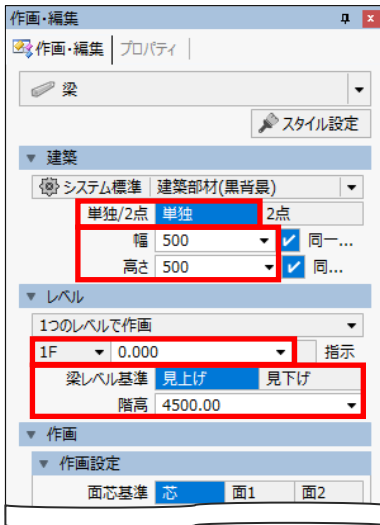 作画・編集
作画・編集 プロパティ
梁
スタイル設定
建築
システム標準 建築部材(黒背景)
単独/2点 単独 2点
幅 500 同一...
高さ 500 同...
レベル
1つのレベルで作画
1F 0.000 指示
梁レベル基準 見上げ 見下げ
階高 4500.00
作画
作画設定
面芯基準 芯 面1 面2